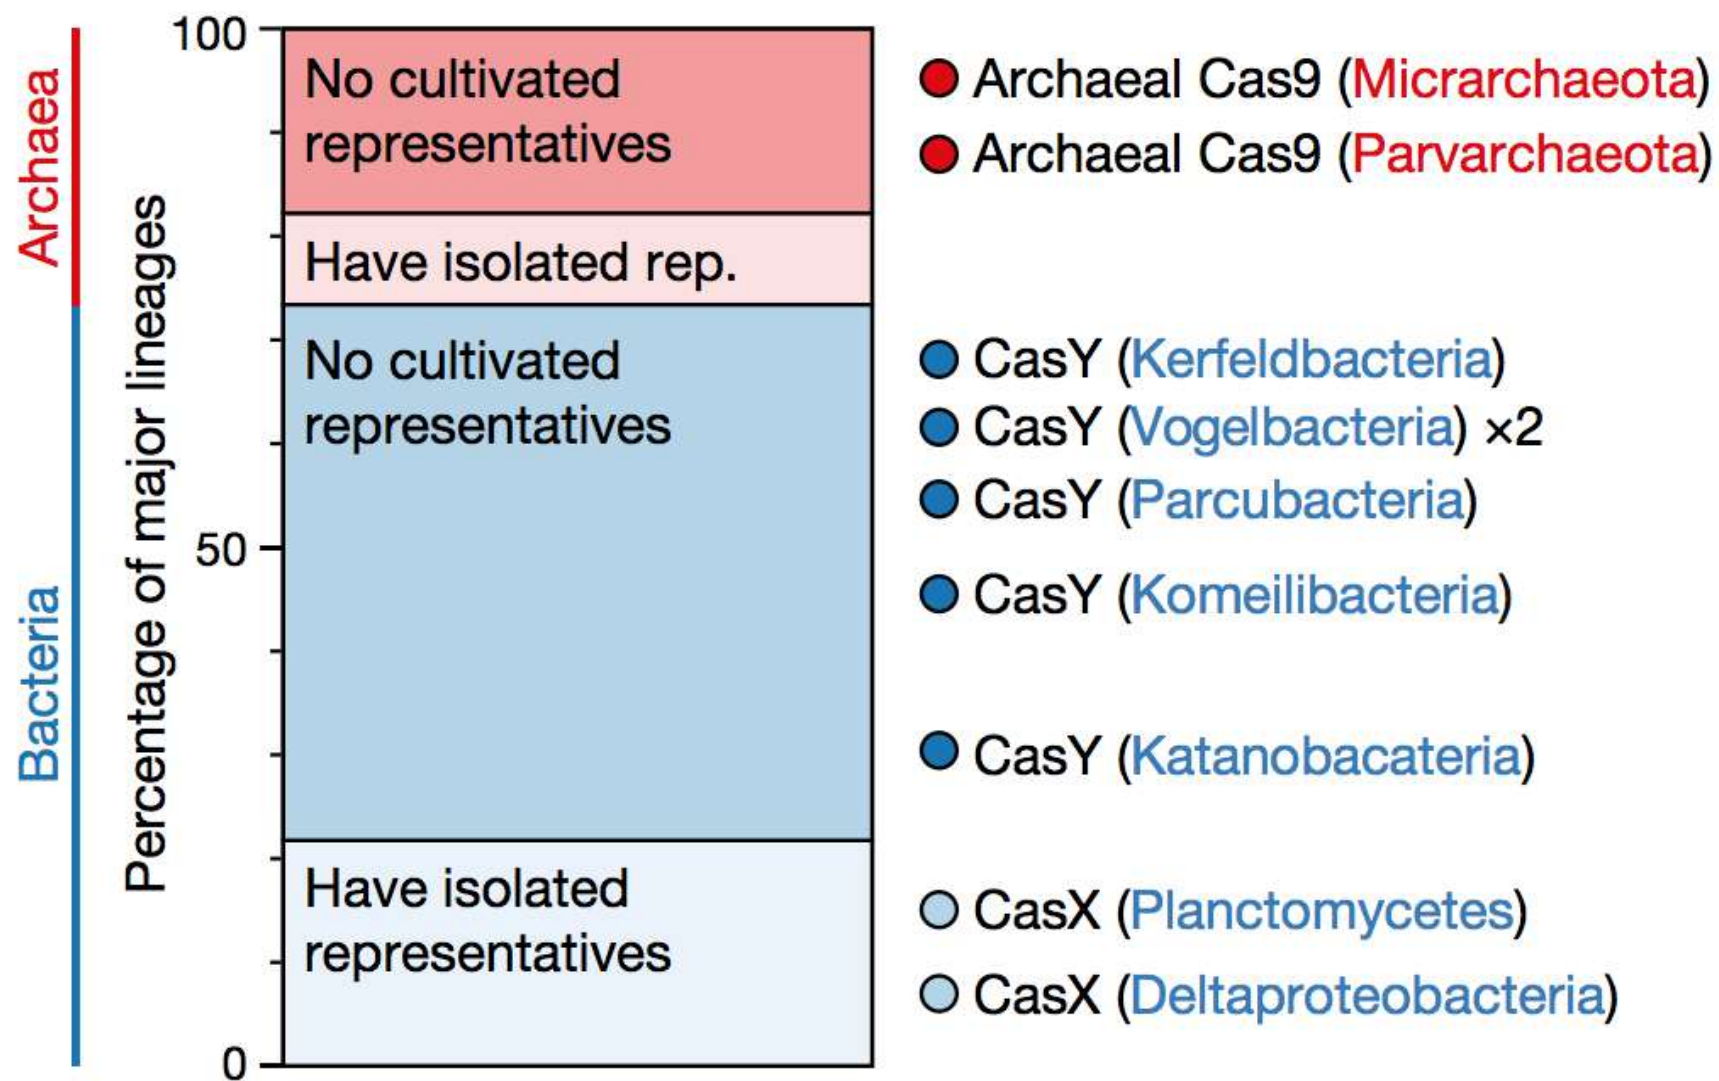 Archaea
Bacteria
Percentage of major lineages
100
50
0
No cultivated
representatives
Have isolated rep.
No cultivated
representatives
Have isolated
representatives
Archaeal Cas9 (Micrarchaeota)
Archaeal Cas9 (Parvarchaeota)
CasY (Kerfeldbacteria)
CasY (Vogelbacteria) ×2
CasY (Parcubacteria)
CasY (Komeilibacteria)
CasY (Katanobacateria)
CasX (Planctomycetes)
CasX (Deltaproteobacteria)